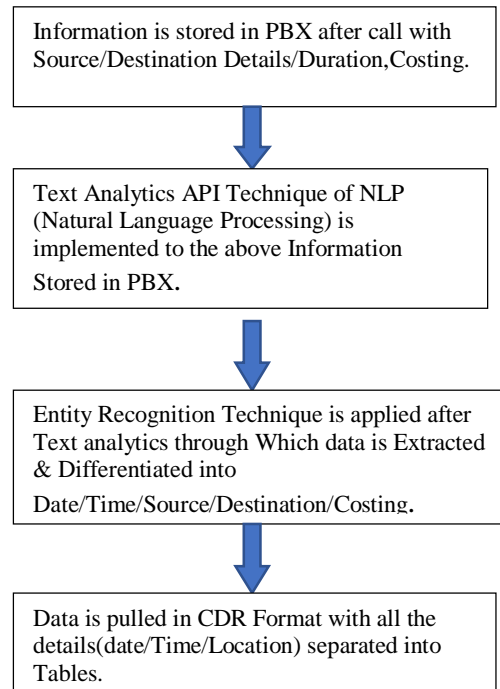 Information is stored in PBX after call with
Source/Destination Details/Duration,Costing.
Text Analytics API Technique of NLP
(Natural Language Processing) is
implemented to the above Information
Stored in PBX.
Entity Recognition Technique is applied after
Text analytics through Which data is Extracted
& Differentiated into
Date/Time/Source/Destination/Costing.
Data is pulled in CDR Format with all the
details(date/Time/Location) separated into
Tables.